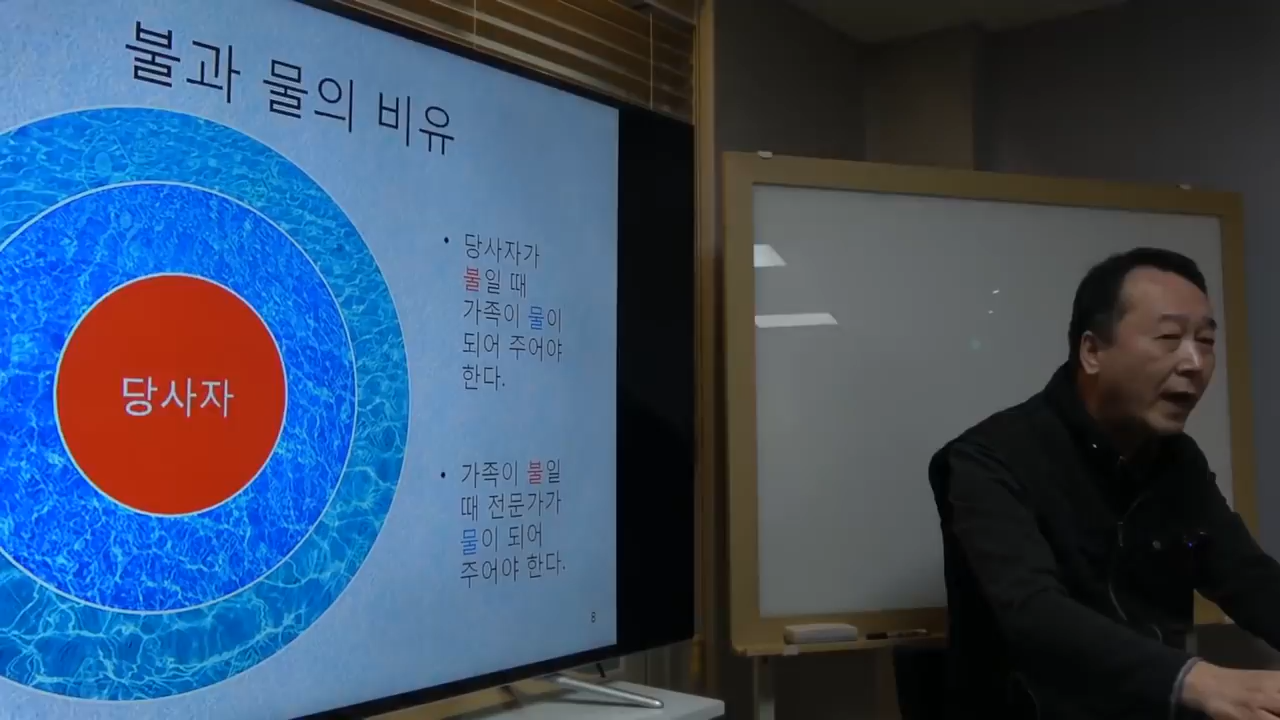 불과 물의 비유
당사자
• 당사자가
불일 때
가족이 물이
되어 주어야
한다.
• 가족이 불일
때 전문가가
물이 되어
주어야 한다.
8